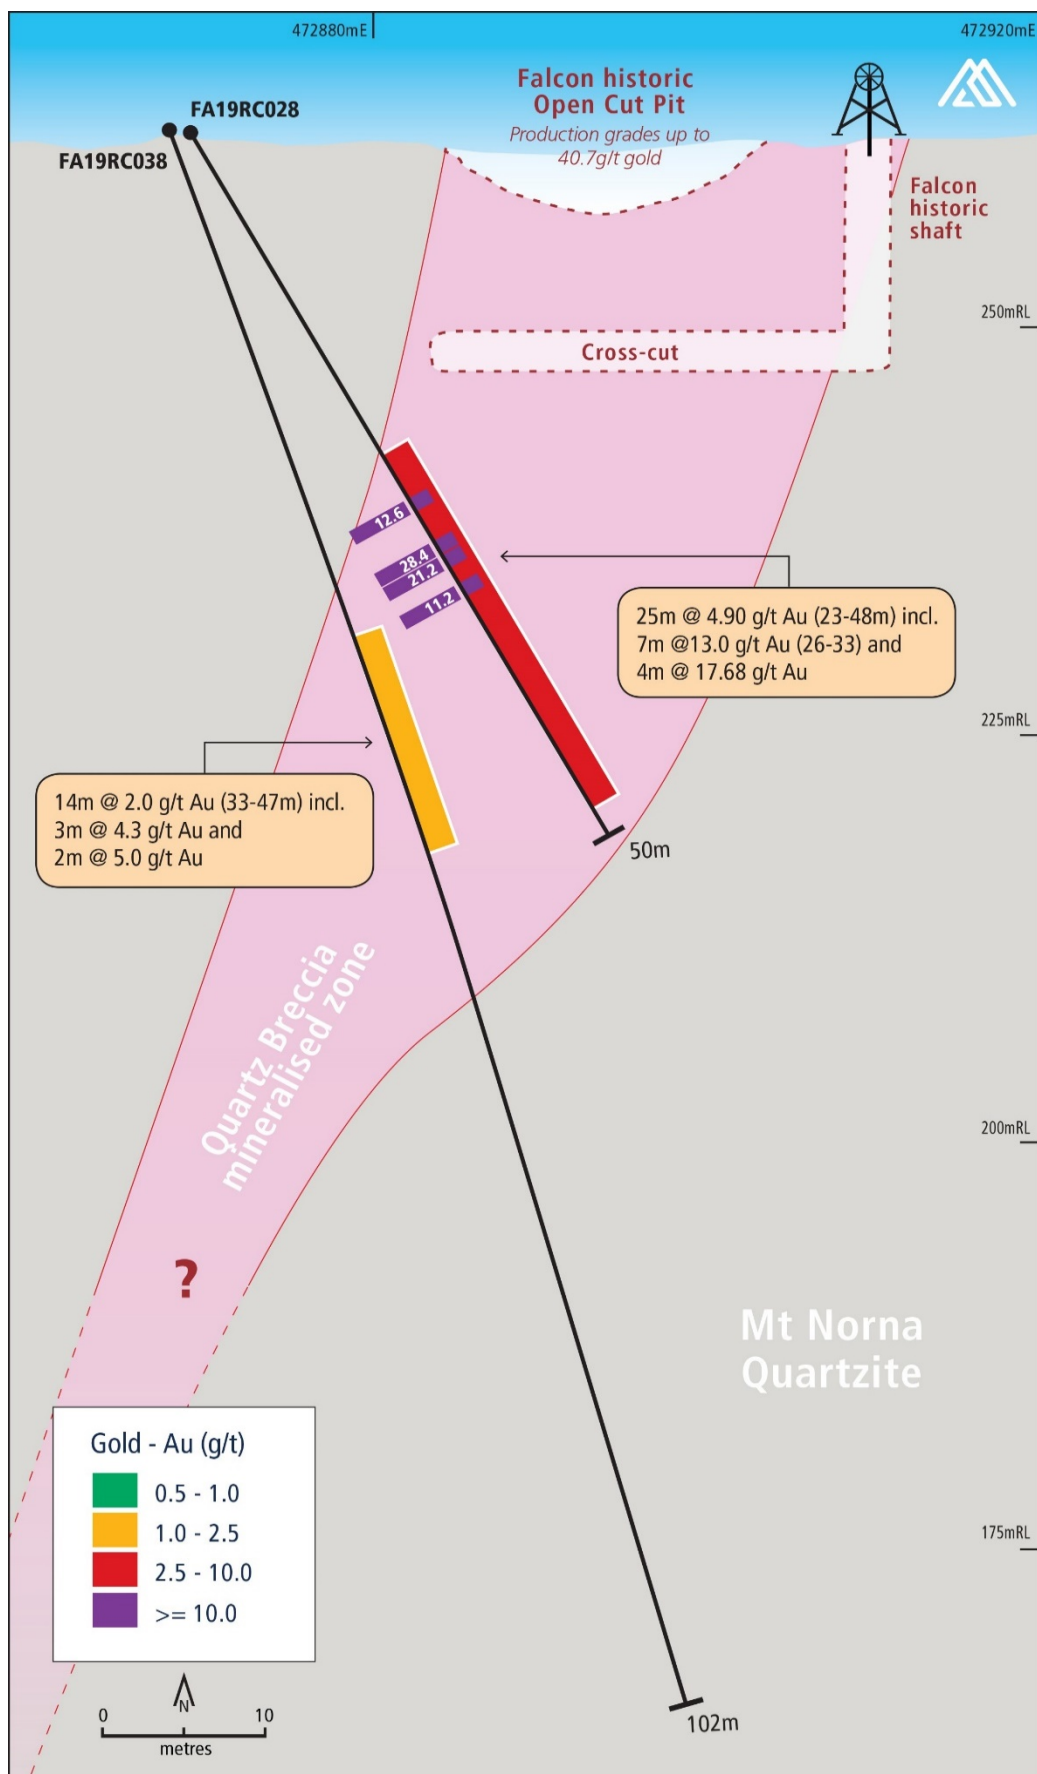 472880mE
472920mE
Falcon historic
Open Cut Pit
Production grades up to
40.7g/t gold
FA19RC028
FA19RC038
Falcon
historic
shaft
250mRL
Cross-cut
12.6
28.4
21.2
11.2
25m @ 4.90 g/t Au (23-48m) incl.
7m @13.0 g/t Au (26-33) and
4m @ 17.68 g/t Au
225mRL
14m @ 2.0 g/t Au (33-47m) incl.
3m @ 4.3 g/t Au and
2m @ 5.0 g/t Au
50m
Quartz Breccia
mineralised zone
200mRL
?
Mt Norna
Quartzite
Gold - Au (g/t)
0.5 - 1.0
1.0 - 2.5
2.5 - 10.0
>= 10.0
175mRL
N
0 10
metres
102m